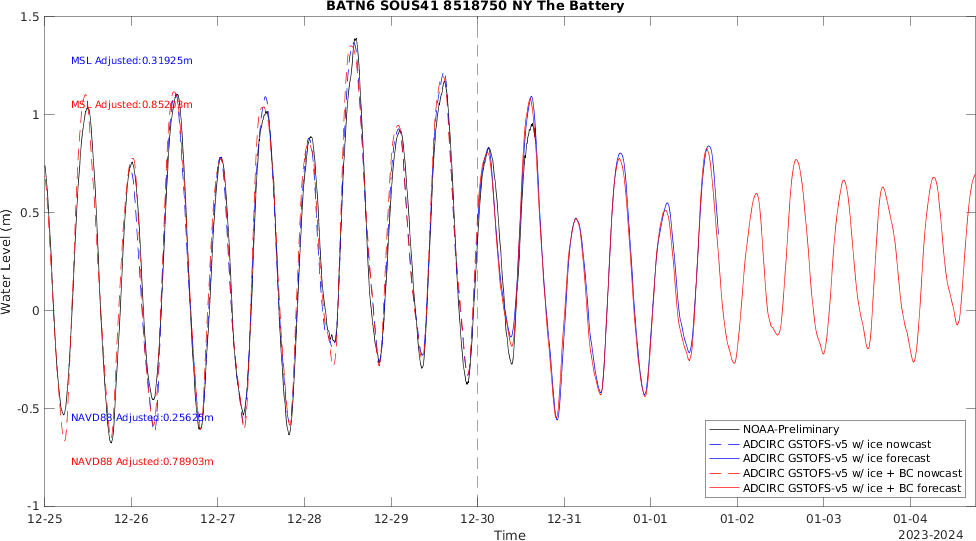 BATN6 SOUS41 8518750 NY The Battery
1.5
1
0.5
0
-0.5
-1
Water Level (m)
MSL Adjusted:0.31925m
MSL Adjusted:
NAVD88 Adjusted:0.25625m
NAVD88 Adjusted:0.78903m
NOAA-Preliminary
ADCIRC GSTOFS-v5 w/ ice nowcast
ADCIRC GSTOFS-v5 w/ ice forecast
ADCIRC GSTOFS-v5 w/ ice + BC nowcast
ADCIRC GSTOFS-v5 w/ ice + BC forecast
12-25 12-26 12-27 12-28 12-29 12-30 12-31 01-01 01-02 01-03 01-04
Time
2023-2024